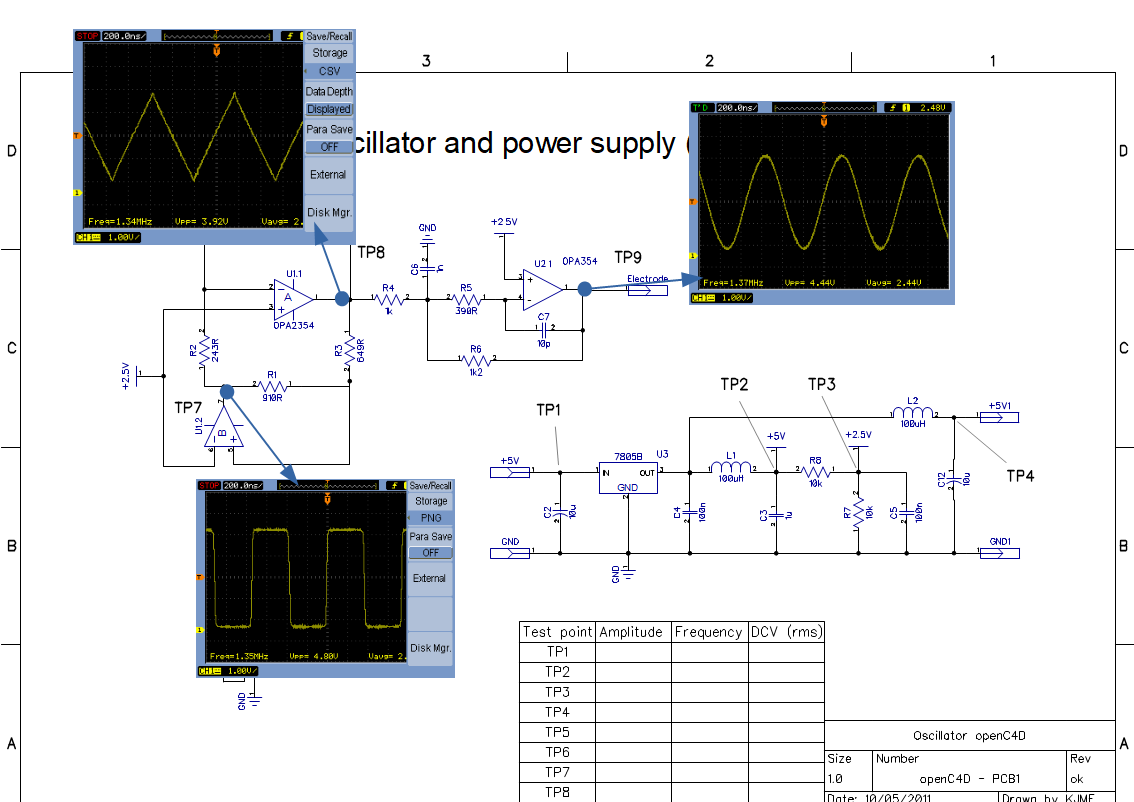 STOP 200.0ns/
Save/Recall
Storage
CSV
Data Depth
Displayed
Para Save
OFF
External
Disk Mgr.
Freq=1.34MHz Vpp= 3.92V Vavg= 2.
CH1 1.00V/
3
2
1
cillator and power supply (
T'D 200.0ns/ 1 2.48V
Freq=1.37MHz Vpp= 4.44V Vavg= 2.44V
CH1 1.00V/
D
D
TP8
GND
C6
1n
+2.5V
U2.1
OPA354
TP9
Electrode
U1.1
A
OPA2354
R4
1k
R5
390R
C7
10p
R6
1k2
C
C
R2
243R
R3
649R
+2.5V
R1
910R
TP7
U1.2
B
TP1
TP2
TP3
TP4
+5V
7805B
U3
IN
OUT
GND
L1
100uH
+5V
R8
10k
+2.5V
L2
100uH
+5V1
C2
10u
C4
100n
C3
1u
R7
10k
C5
100n
C12
10u
GND
GND
GND1
B
B
STOP 200.0ns/
Save/Recall
Storage
PNG
Para Save
OFF
External
Disk Mgr.
Freq=1.35MHz Vpp= 4.80V Vavg= 2.
CH1 1.00V/
GND
Test point Amplitude Frequency DCV (rms)
TP1
TP2
TP3
TP4
TP5
TP6
TP7
TP8
A
A
Oscillator openC4D
Size
Number
Rev
1.0
openC4D - PCB1
ok
Date: 10/05/2011
Drawn by KJMF